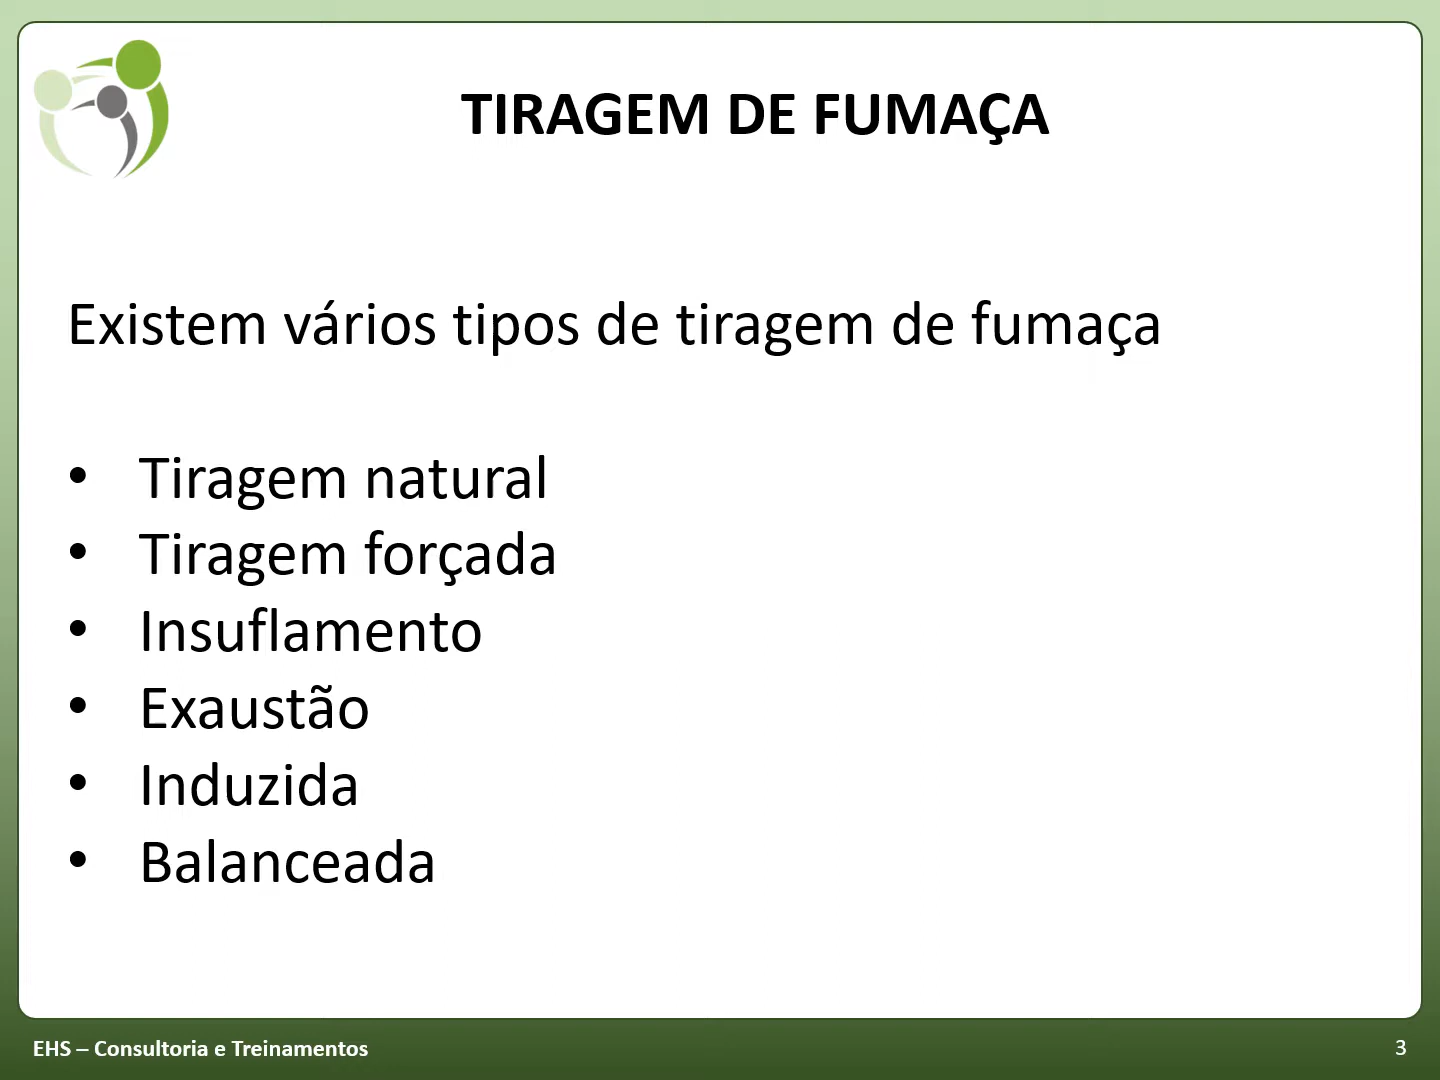 TIRAGEM DE FUMAÇA
Existem vários tipos de tiragem de fumaça
• Tiragem natural
• Tiragem forçada
• Insuflamento
• Exaustão
• Induzida
• Balanceada
EHS – Consultoria e Treinamentos
3